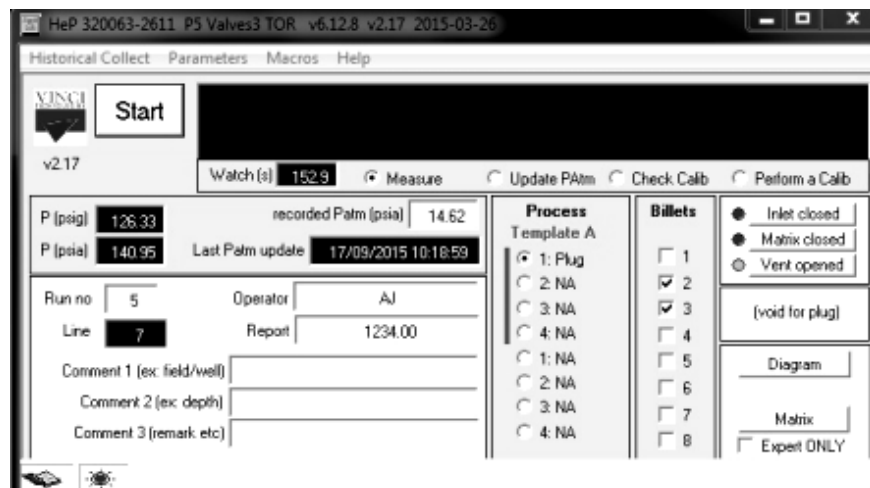 HeP 320063-2611 P5 Valves3 TOR v6.12.8 v2.17 2015-03-26
Historical Collect Parameters Macros Help
VINCI
Start
v2.17
Watch (s) 152.9 Measure Update PAtm Check Calib Perform a Calib
P (psig) 126.33 recorded Patm (psia) 14.62
P (psia) 140.95 Last Patm update 17/09/2015 10:18:59
Run no 5 Operator AJ
Line 7 Report 1234.00
Comment 1 (ex: field/well)
Comment 2 (ex: depth)
Comment 3 (remark etc)
Process
Template A
1: Plug
2: NA
3: NA
4: NA
1: NA
2: NA
3: NA
4: NA
Billets
1
2
3
4
5
6
7
8
Inlet closed
Matrix closed
Vent opened
(void for plug)
Diagram
Matrix
Expert ONLY